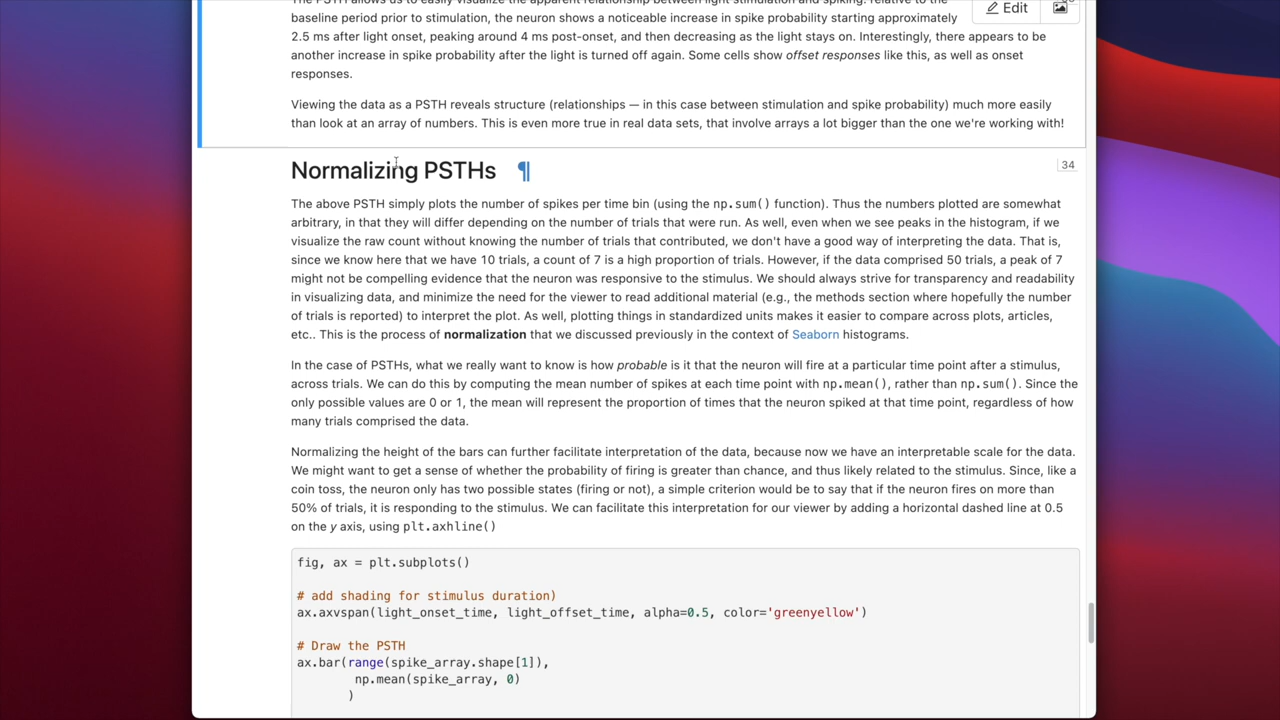 The PSTH allows us to easily visualize the apparent relationship between light stimulation and spiking: relative to the
baseline period prior to stimulation, the neuron shows a noticeable increase in spike probability starting approximately
2.5 ms after light onset, peaking around 4 ms post-onset, and then decreasing as the light stays on. Interestingly, there appears to be
another increase in spike probability after the light is turned off again. Some cells show offset responses like this, as well as onset
responses.
Edit
Viewing the data as a PSTH reveals structure (relationships — in this case between stimulation and spike probability) much more easily
than look at an array of numbers. This is even more true in real data sets, that involve arrays a lot bigger than the one we're working with!
Normalizing PSTHs ¶
34
The above PSTH simply plots the number of spikes per time bin (using the np.sum() function). Thus the numbers plotted are somewhat
arbitrary, in that they will differ depending on the number of trials that were run. As well, even when we see peaks in the histogram, if we
visualize the raw count without knowing the number of trials that contributed, we don't have a good way of interpreting the data. That is,
since we know here that we have 10 trials, a count of 7 is a high proportion of trials. However, if the data comprised 50 trials, a peak of 7
might not be compelling evidence that the neuron was responsive to the stimulus. We should always strive for transparency and readability
in visualizing data, and minimize the need for the viewer to read additional material (e.g., the methods section where hopefully the number
of trials is reported) to interpret the plot. As well, plotting things in standardized units makes it easier to compare across plots, articles,
etc.. This is the process of normalization that we discussed previously in the context of Seaborn histograms.
In the case of PSTHs, what we really want to know is how probable is it that the neuron will fire at a particular time point after a stimulus,
across trials. We can do this by computing the mean number of spikes at each time point with np.mean(), rather than np.sum(). Since the
only possible values are 0 or 1, the mean will represent the proportion of times that the neuron spiked at that time point, regardless of how
many trials comprised the data.
Normalizing the height of the bars can further facilitate interpretation of the data, because now we have an interpretable scale for the data.
We might want to get a sense of whether the probability of firing is greater than chance, and thus likely related to the stimulus. Since, like a
coin toss, the neuron only has two possible states (firing or not), a simple criterion would be to say that if the neuron fires on more than
50% of trials, it is responding to the stimulus. We can facilitate this interpretation for our viewer by adding a horizontal dashed line at 0.5
on the y axis, using plt.axhline()
fig, ax = plt.subplots()
# add shading for stimulus duration)
ax.axvspan(light_onset_time, light_offset_time, alpha=0.5, color='greenyellow')
# Draw the PSTH
ax.bar(range(spike_array.shape[1]),
np.mean(spike_array, 0)
)